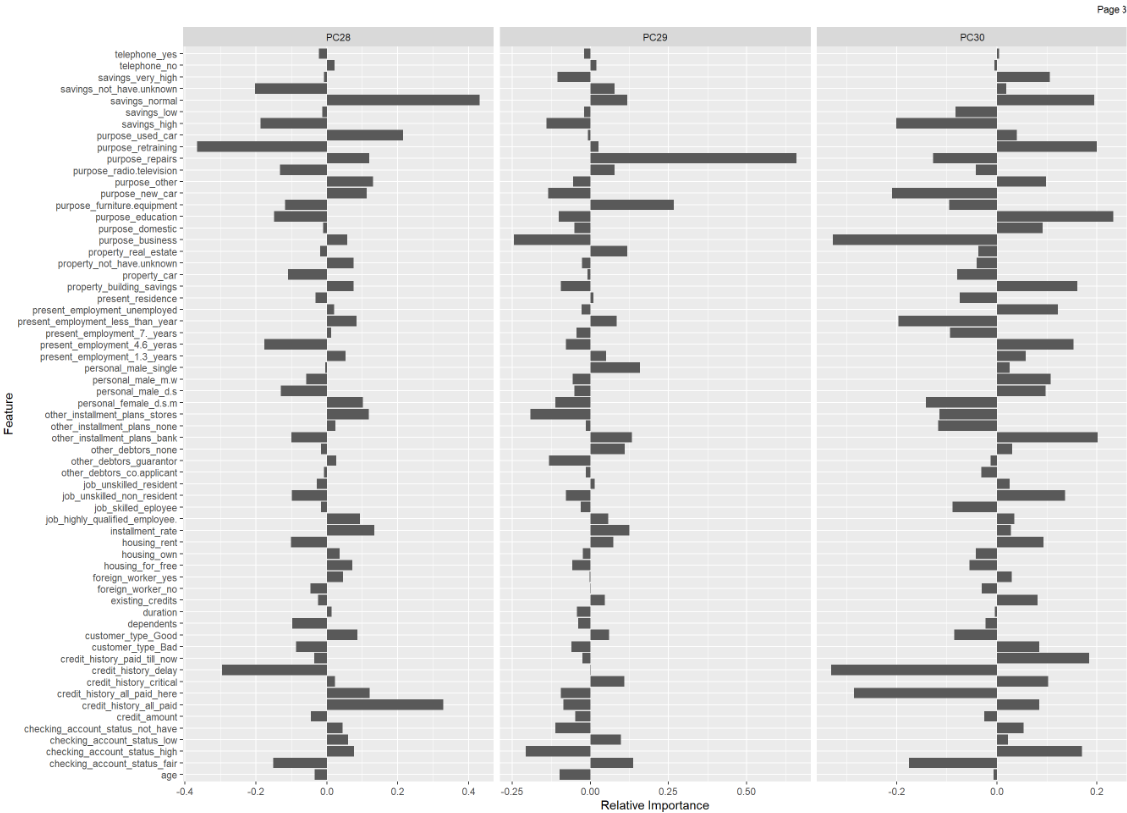 Page 3
PC28
PC29
PC30
telephone_yes
telephone_no
savings_very_high
savings_not_have.unknown
savings_normal
savings_low
savings_high
purpose_used_car
purpose_retraining
purpose_repairs
purpose_radio.television
purpose_other
purpose_new_car
purpose_furniture.equipment
purpose_education
purpose_domestic
purpose_business
property_real_estate
property_not_have.unknown
property_car
property_building_savings
present_residence
present_employment_unemployed
present_employment_less_than_year
present_employment_7._years
present_employment_4.6_yeras
present_employment_1.3_years
personal_male_single
personal_male_m.w
personal_male_d.s
personal_female_d.s.m
other_installment_plans_stores
other_installment_plans_none
other_installment_plans_bank
other_debtors_none
other_debtors_guarantor
other_debtors_co.applicant
job_unskilled_resident
job_unskilled_non_resident
job_skilled_eployee
job_highly_qualified_employee.
installment_rate
housing_rent
housing_own
housing_for_free
foreign_worker_yes
foreign_worker_no
existing_credits
duration
dependents
customer_type_Good
customer_type_Bad
credit_history_paid_till_now
credit_history_delay
credit_history_critical
credit_history_all_paid_here
credit_history_all_paid
credit_amount
checking_account_status_not_have
checking_account_status_low
checking_account_status_high
checking_account_status_fair
age
Feature
-0.4 -0.2 0.0 0.2 0.4
-0.25 0.00 0.25 0.50
-0.2 0.0 0.2
Relative Importance